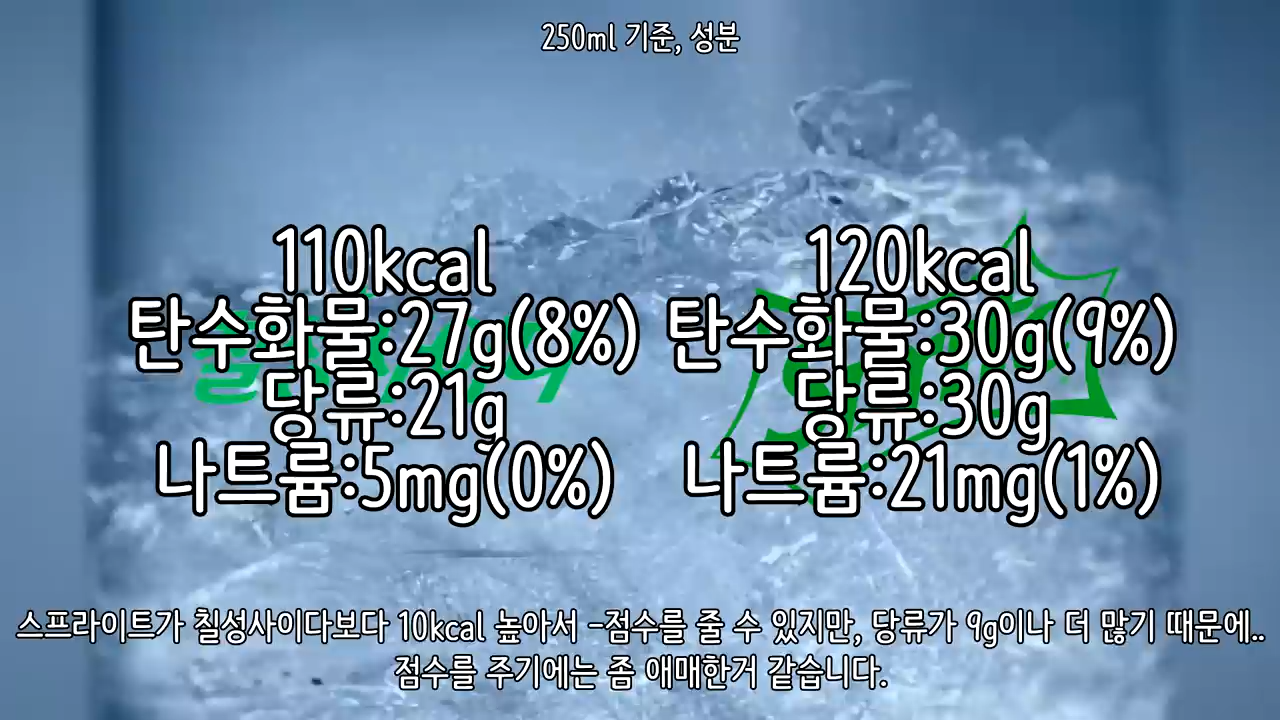 250ml 기준, 성분
110kcal
탄수화물:27g(8%)
당류:21g
나트륨:5mg(0%)
120kcal
탄수화물:30g(9%)
당류:30g
나트륨:21mg(1%)
스프라이트가 칠성사이다보다 10kcal 높아서 -점수를 줄 수 있지만, 당류가 9g이나 더 많기 때문에..
점수를 주기에는 좀 애매한거 같습니다.